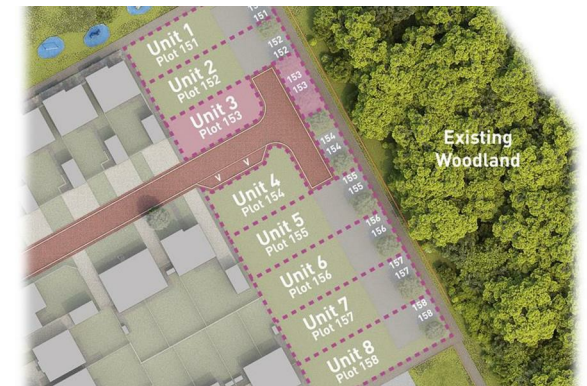 151
151
Unit 1
Plot 151
152
152
Unit 2
Plot 152
153
153
Unit 3
Plot 153
Existing
Woodland
154
154
V V
Unit 4
Plot 154
155
155
Unit 5
Plot 155
156
156
Unit 6
Plot 156
157
157
Unit 7
Plot 157
158
158
Unit 8
Plot 158